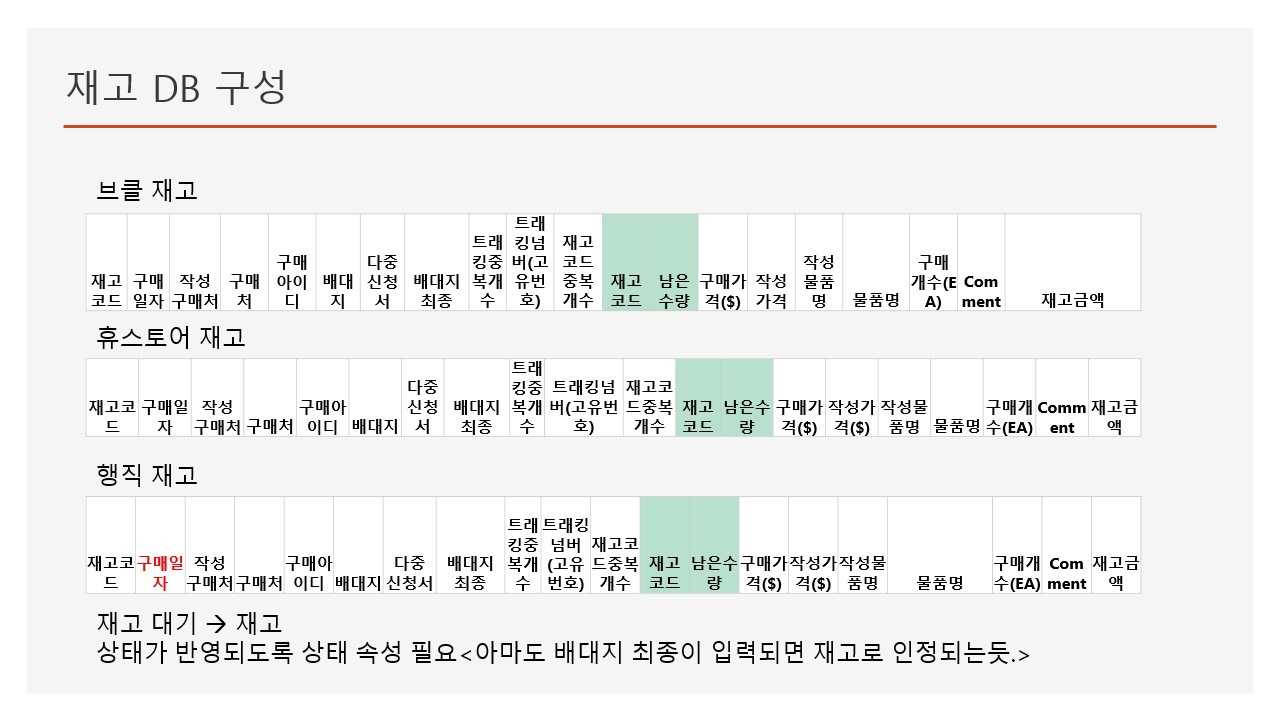 재고 DB 구성
브클 재고
재고코드 구매일자 작성구매처 구매처 구매아이디 배대지 다중신청서 배대지최종 트래킹중복개수 트래킹넘버(고유번호) 재고코드중복개수 재고코드 남은수량 구매가격($) 작성가격 작성물품명 물품명 구매개수(EA) Comment 재고금액
휴스토어 재고
재고코드 구매일자 작성구매처 구매처 구매아이디 배대지 다중신청서 배대지최종 트래킹중복개수 트래킹넘버(고유번호) 재고코드중복개수 재고코드 남은수량 구매가격($) 작성가격($) 작성물품명 물품명 구매개수(EA) Comment 재고금액
행직 재고
재고코드 구매일자 작성구매처 구매처 구매아이디 배대지 다중신청서 배대지최종 트래킹중복개수 트래킹넘버(고유번호) 재고코드중복개수 재고코드 남은수량 구매가격($) 작성가격($) 작성물품명 물품명 구매개수(EA) Comment 재고금액
재고 대기 → 재고
상태가 반영되도록 상태 속성 필요<아마도 배대지 최종이 입력되면 재고로 인정되는듯.>